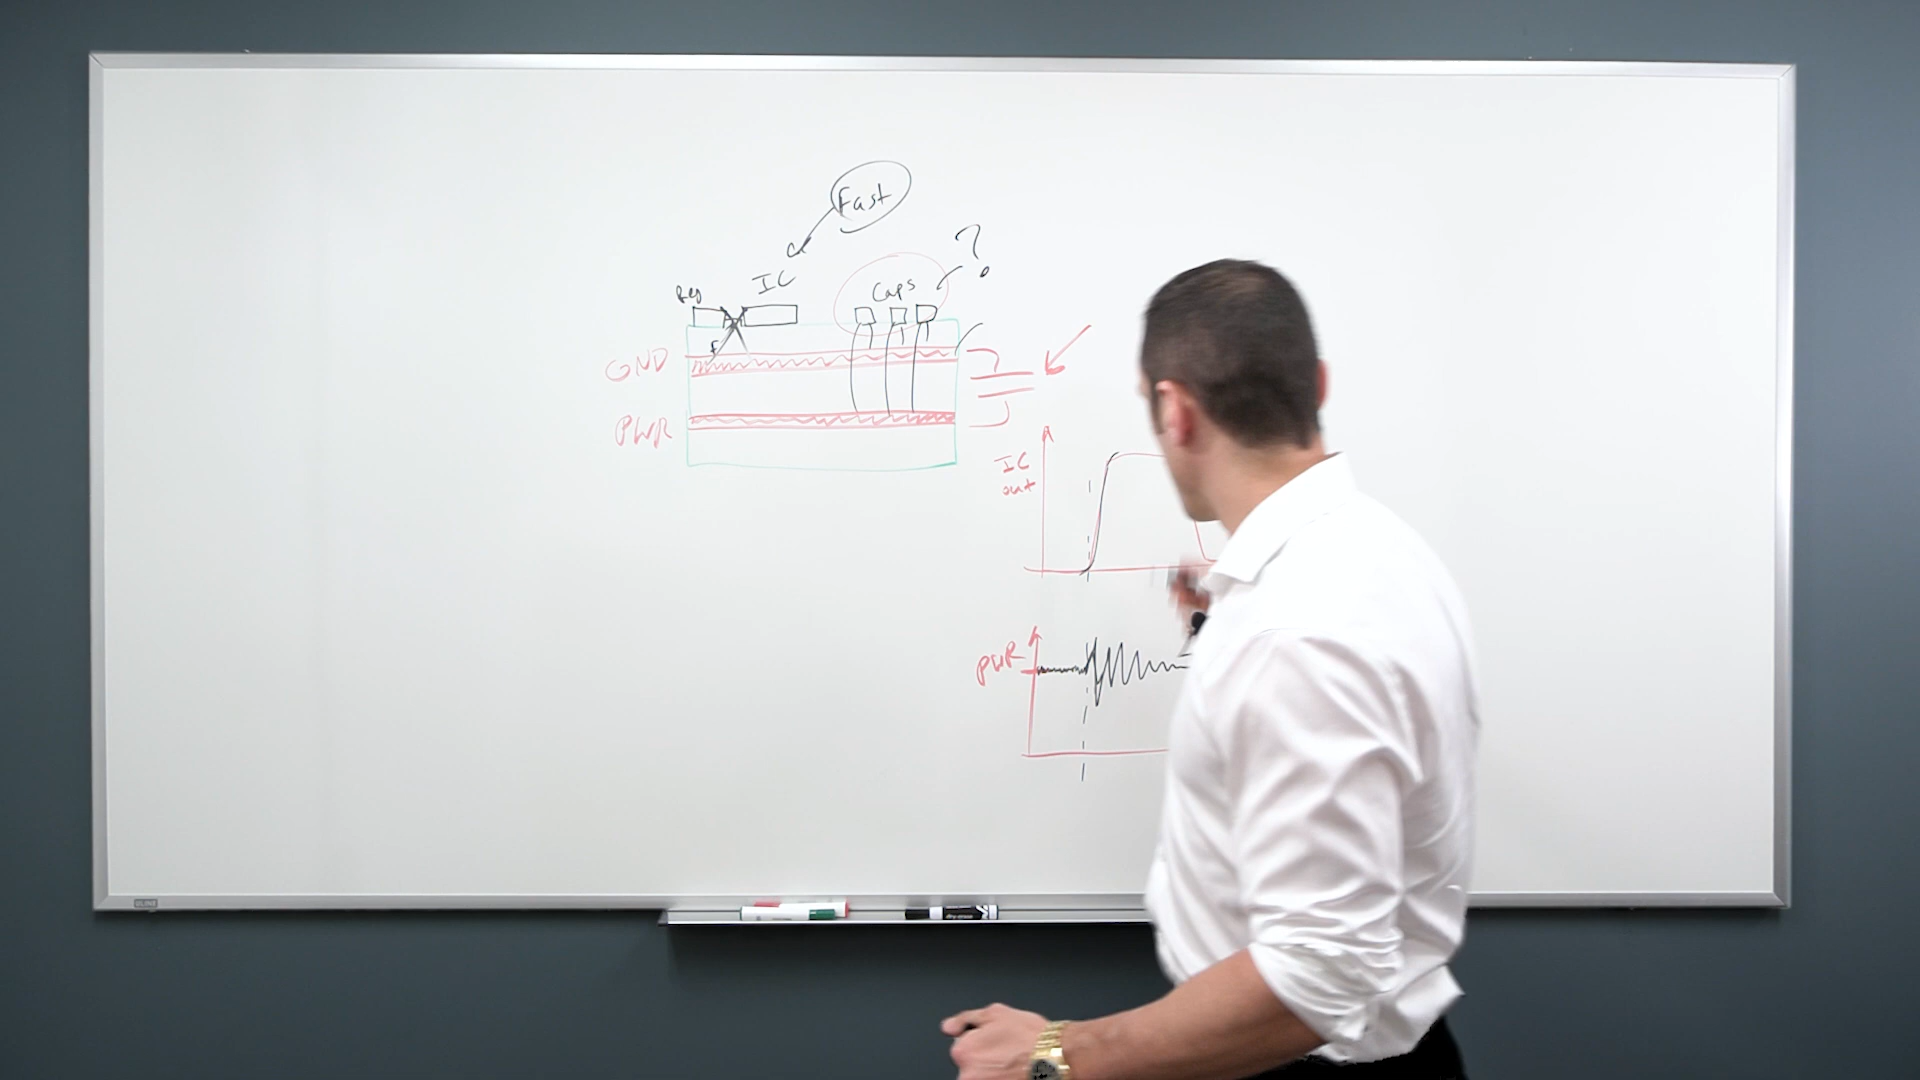 Fast
?
IC
Caps
Reg
GND
PWR
IC
out
PWR